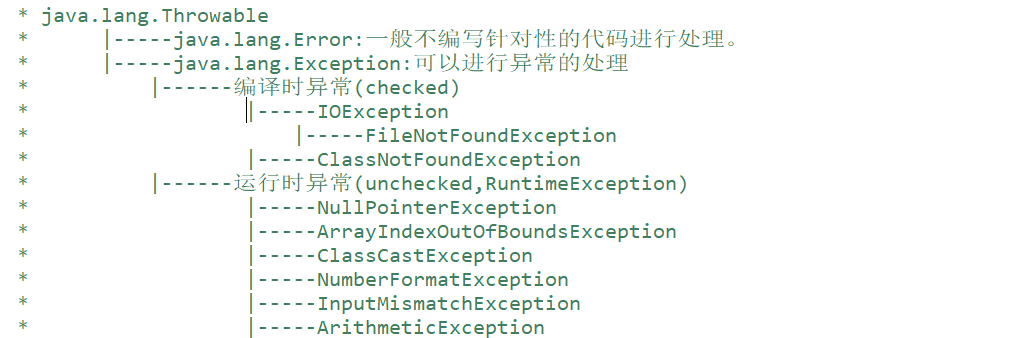 * java.lang.Throwable
*      |-----java.lang.Error:一般不编写针对性的代码进行处理。
*      |-----java.lang.Exception:可以进行异常的处理
*          |------编译时异常(checked)
*                  |-----IOException
*                      |-----FileNotFoundException
*                  |-----ClassNotFoundException
*          |------运行时异常(unchecked,RuntimeException)
*                  |-----NullPointerException
*                  |-----ArrayIndexOutOfBoundsException
*                  |-----ClassCastException
*                  |-----NumberFormatException
*                  |-----InputMismatchException
*                  |-----ArithmeticException